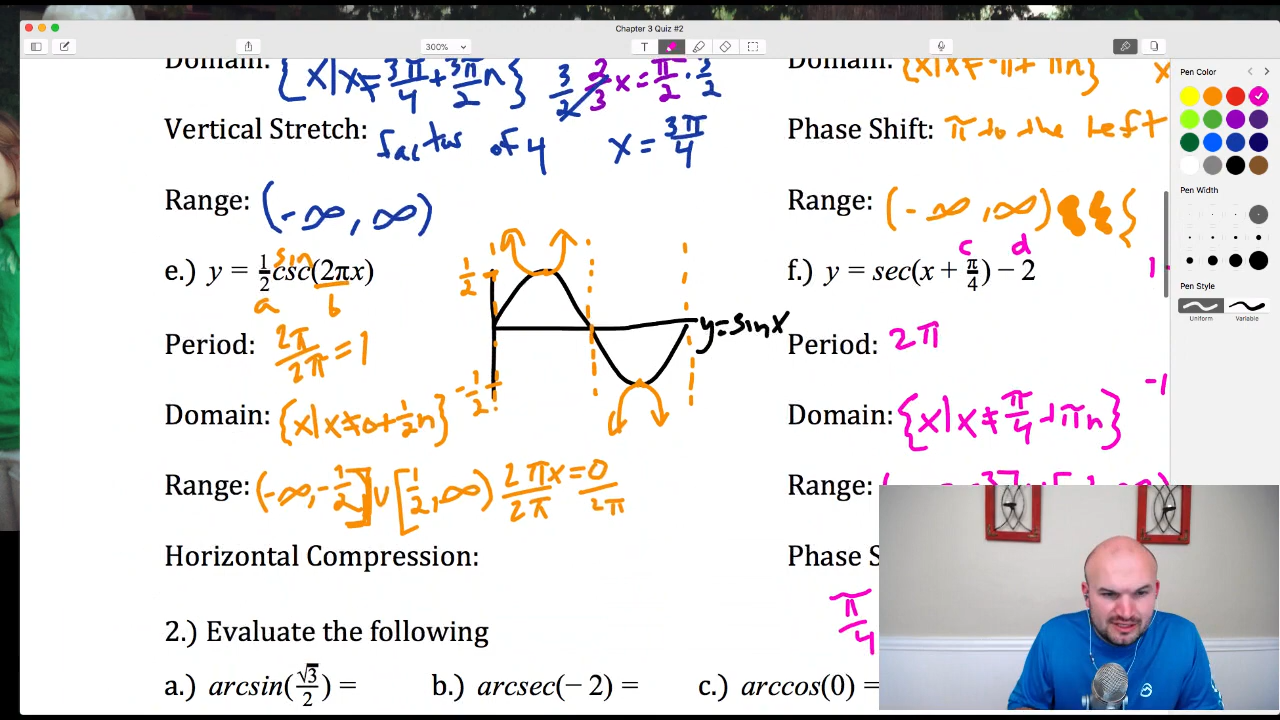 Chapter 3 Quiz #2
300%
T
Domain: {x|x≠ 3π/4 + 3π/2 n} 3/2 · 2/3 x = π/2 · 3/2
Vertical Stretch: factor of 4 x = 3π/4
Range: (-∞, ∞)
e.) y = 1/2 csc(2πx)
sin
a b
1/2
-1/2
y=sinx
Period: 2π/2π = 1
Domain: {x|x≠0+1/2n}
Range: (-∞,-1/2] ∪ [1/2,∞) 2πx/2π = 0/2π
Horizontal Compression:
2.) Evaluate the following
a.) arcsin(√3/2) = b.) arcsec(− 2) = c.) arccos(0) =
Domain: {x|x≠-π+πn} x
Phase Shift: π to the Left
Range: (-∞,∞)
c d
f.) y = sec(x + π/4) − 2
1
Period: 2π
-1
Domain: {x|x≠ π/4 +πn}
Range:
Phase S
π/4
Pen Color
Pen Width
Pen Style
Uniform Variable